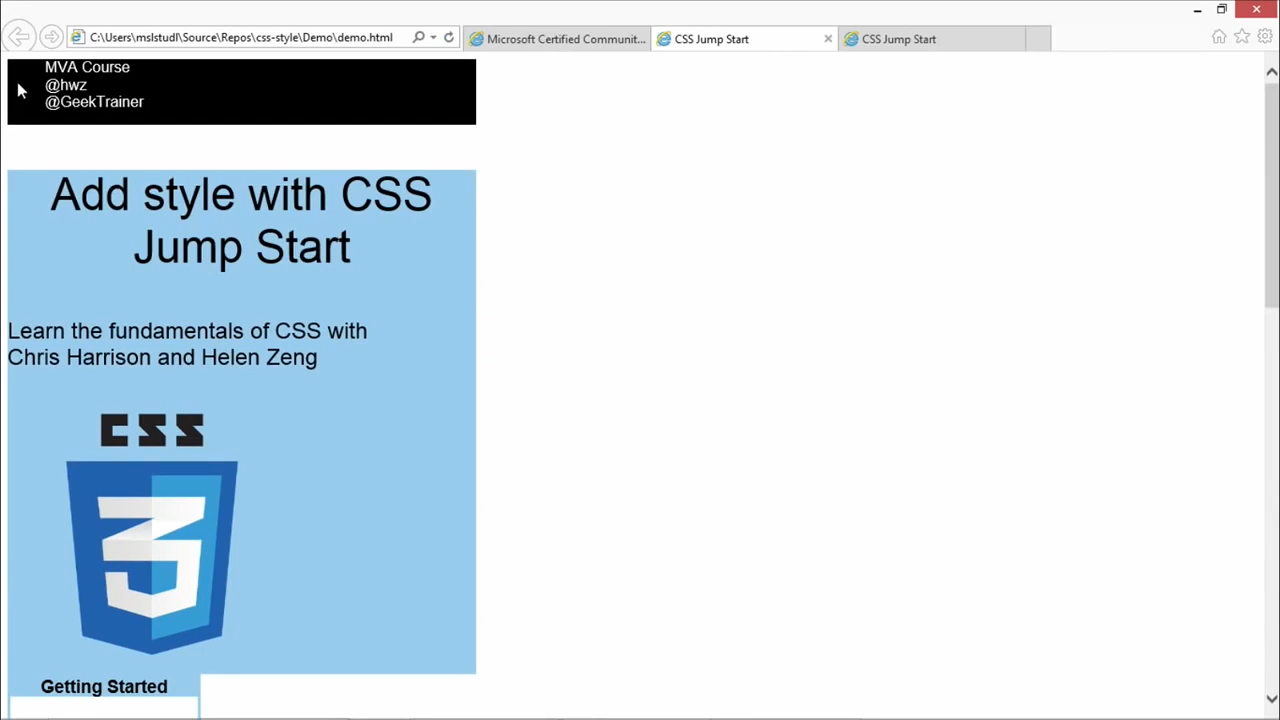 C:\Users\mslstudI\Source\Repos\css-style\Demo\demo.html
Microsoft Certified Communit...
CSS Jump Start
CSS Jump Start
MVA Course
@hwz
@GeekTrainer
Add style with CSS
Jump Start
Learn the fundamentals of CSS with
Chris Harrison and Helen Zeng
CSS
3
Getting Started